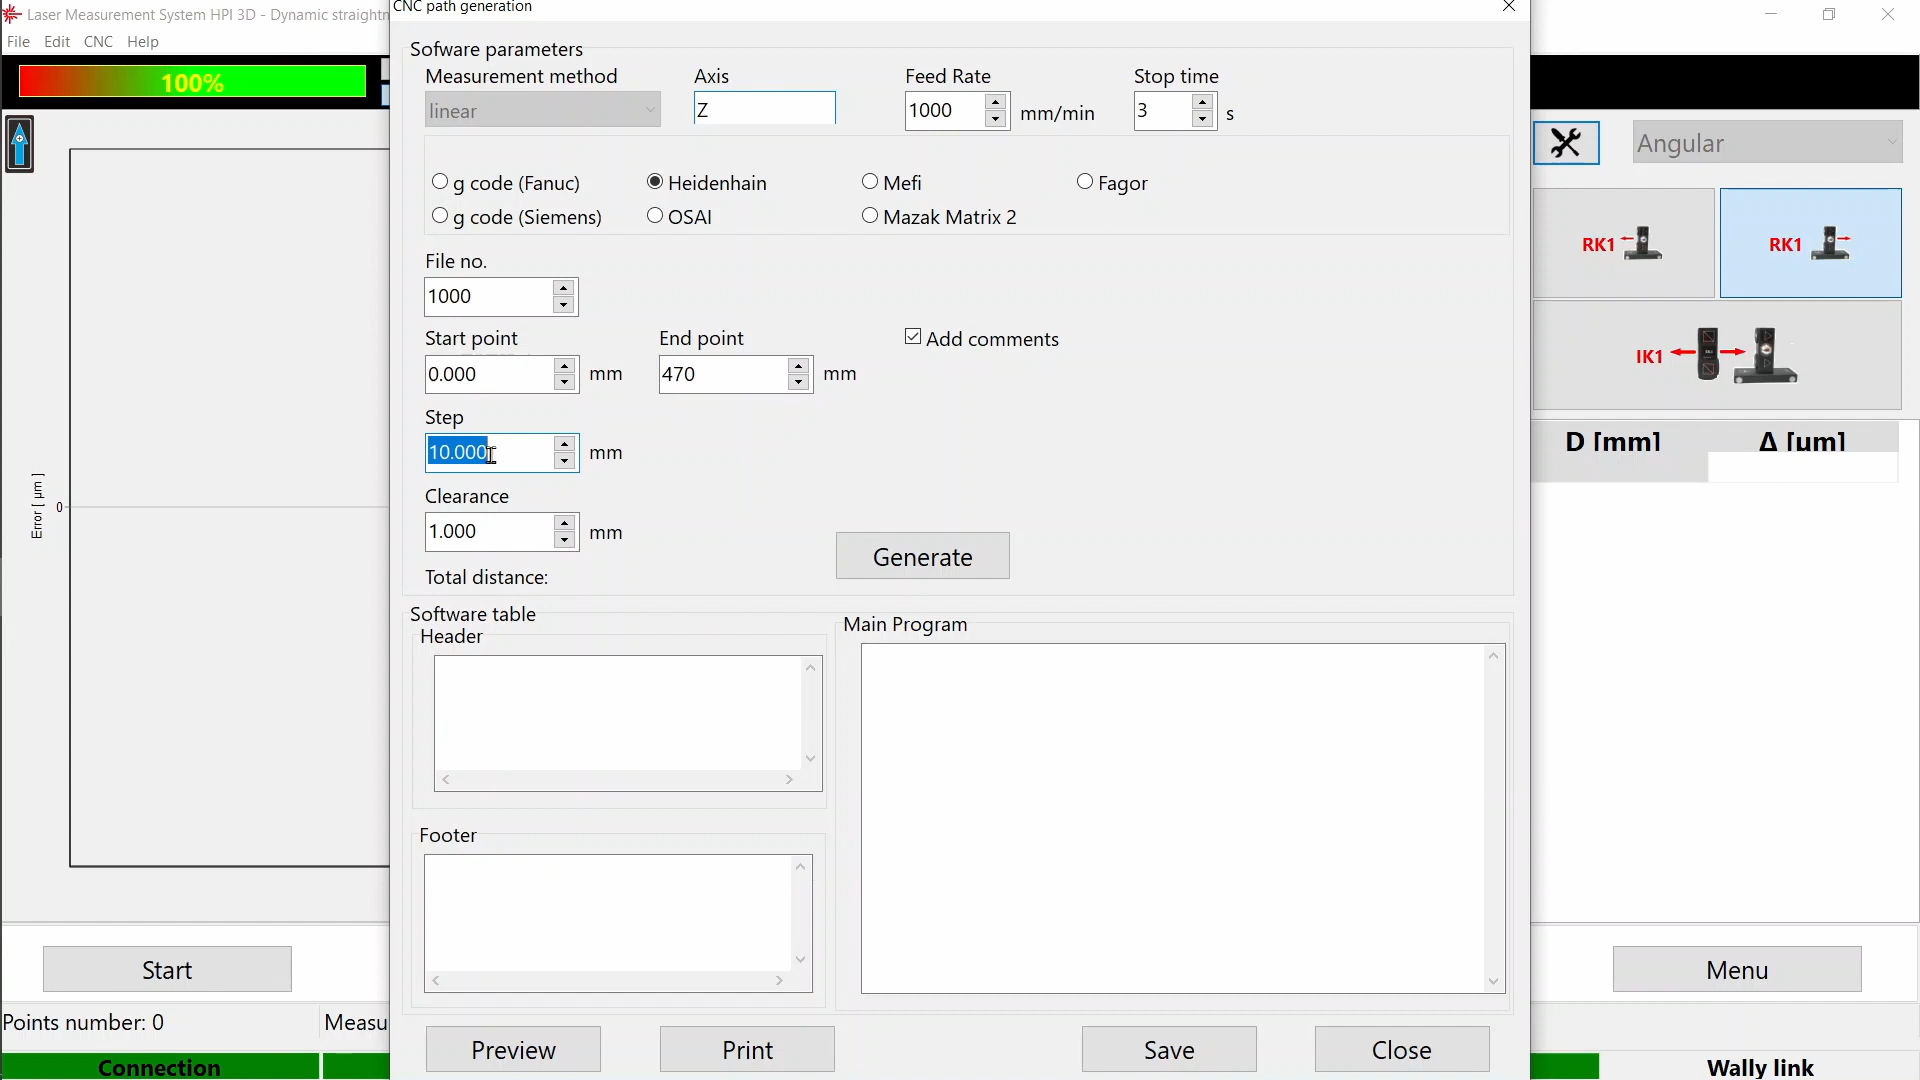 Laser Measurement System HPI 3D - Dynamic straightn
CNC path generation
File Edit CNC Help
100%
Sofware parameters
Measurement method
Axis
Feed Rate
Stop time
linear
Z
1000
mm/min
3
s
g code (Fanuc)
Heidenhain
Mefi
Fagor
g code (Siemens)
OSAI
Mazak Matrix 2
File no.
1000
Start point
End point
Add comments
0.000
mm
470
mm
Step
10.000
mm
Clearance
1.000
mm
Generate
Total distance:
Software table
Header
Main Program
Footer
Preview
Print
Save
Close
Error [ µm ]
0
Start
Points number: 0
Measu
Connection
Angular
RK1
RK1
IK1
D [mm]
Δ [µm]
Menu
Wally link